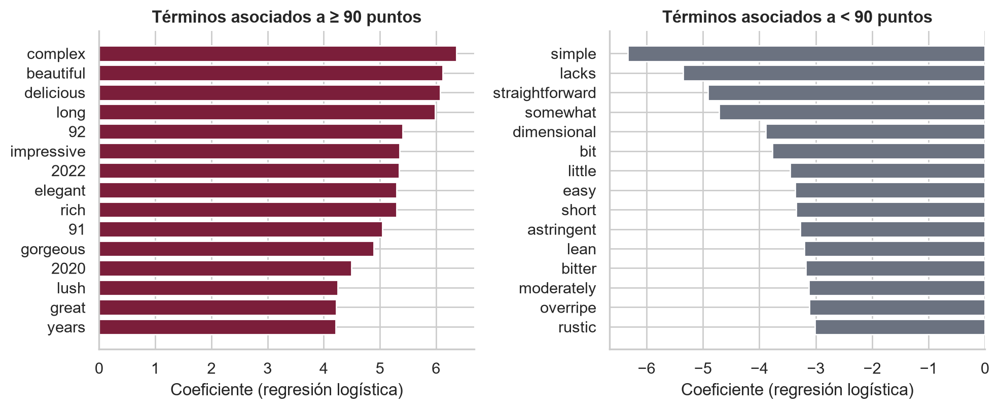 Términos asociados a ≥ 90 puntos
complex
beautiful
delicious
long
92
impressive
2022
elegant
rich
91
gorgeous
2020
lush
great
years
0 1 2 3 4 5 6
Coeficiente (regresión logística)
Términos asociados a < 90 puntos
simple
lacks
straightforward
somewhat
dimensional
bit
little
easy
short
astringent
lean
bitter
moderately
overripe
rustic
−6 −5 −4 −3 −2 −1 0
Coeficiente (regresión logística)